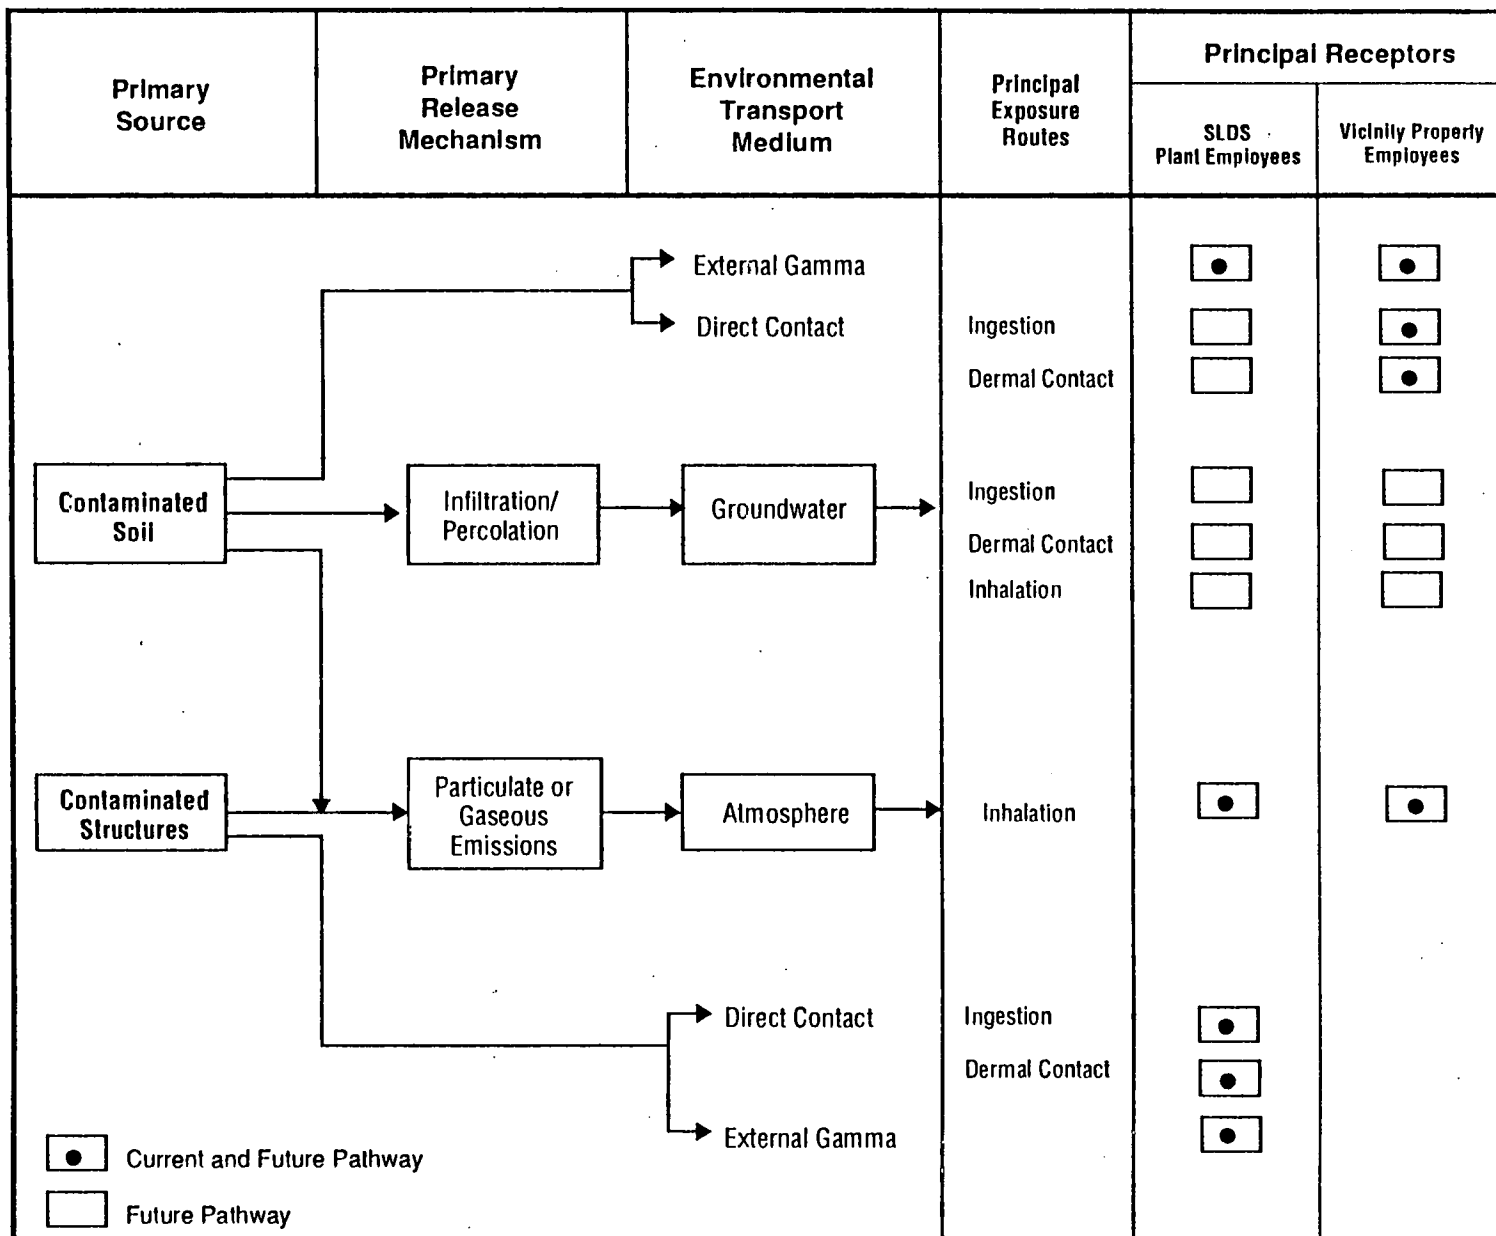 Primary
Source
Primary
Release
Mechanism
Environmental
Transport
Medium
Principal
Exposure
Routes
Principal Receptors
SLDS
Plant Employees
Vicinity Property
Employees
External Gamma
Direct Contact
Ingestion
Dermal Contact
Contaminated
Soil
Infiltration/
Percolation
Groundwater
Ingestion
Dermal Contact
Inhalation
Contaminated
Structures
Particulate or
Gaseous
Emissions
Atmosphere
Inhalation
Direct Contact
Ingestion
Dermal Contact
External Gamma
Current and Future Pathway
Future Pathway